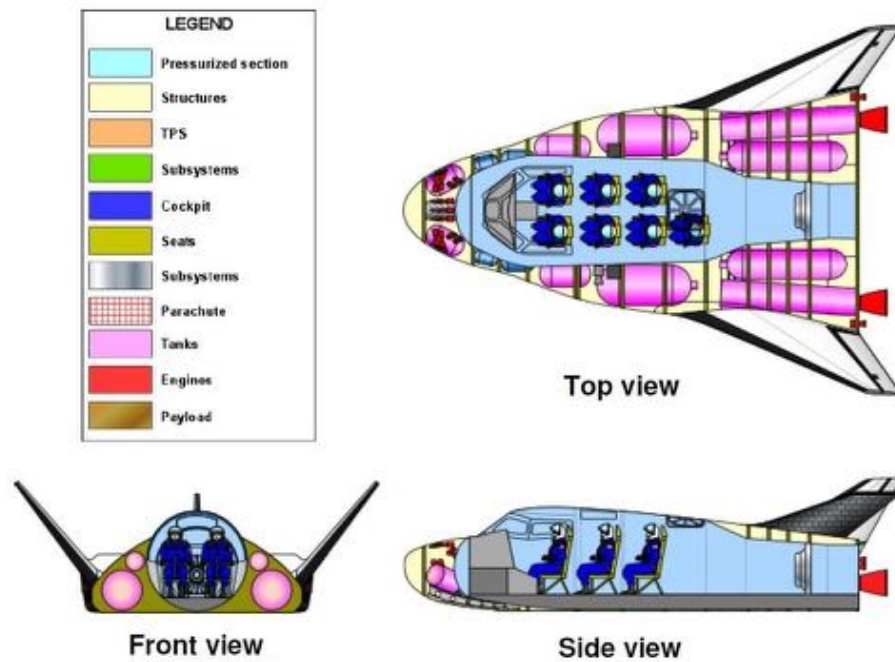 LEGEND
Pressurized section
Structures
TPS
Subsystems
Cockpit
Seats
Subsystems
Parachute
Tanks
Engines
Payload
Top view
Front view
Side view